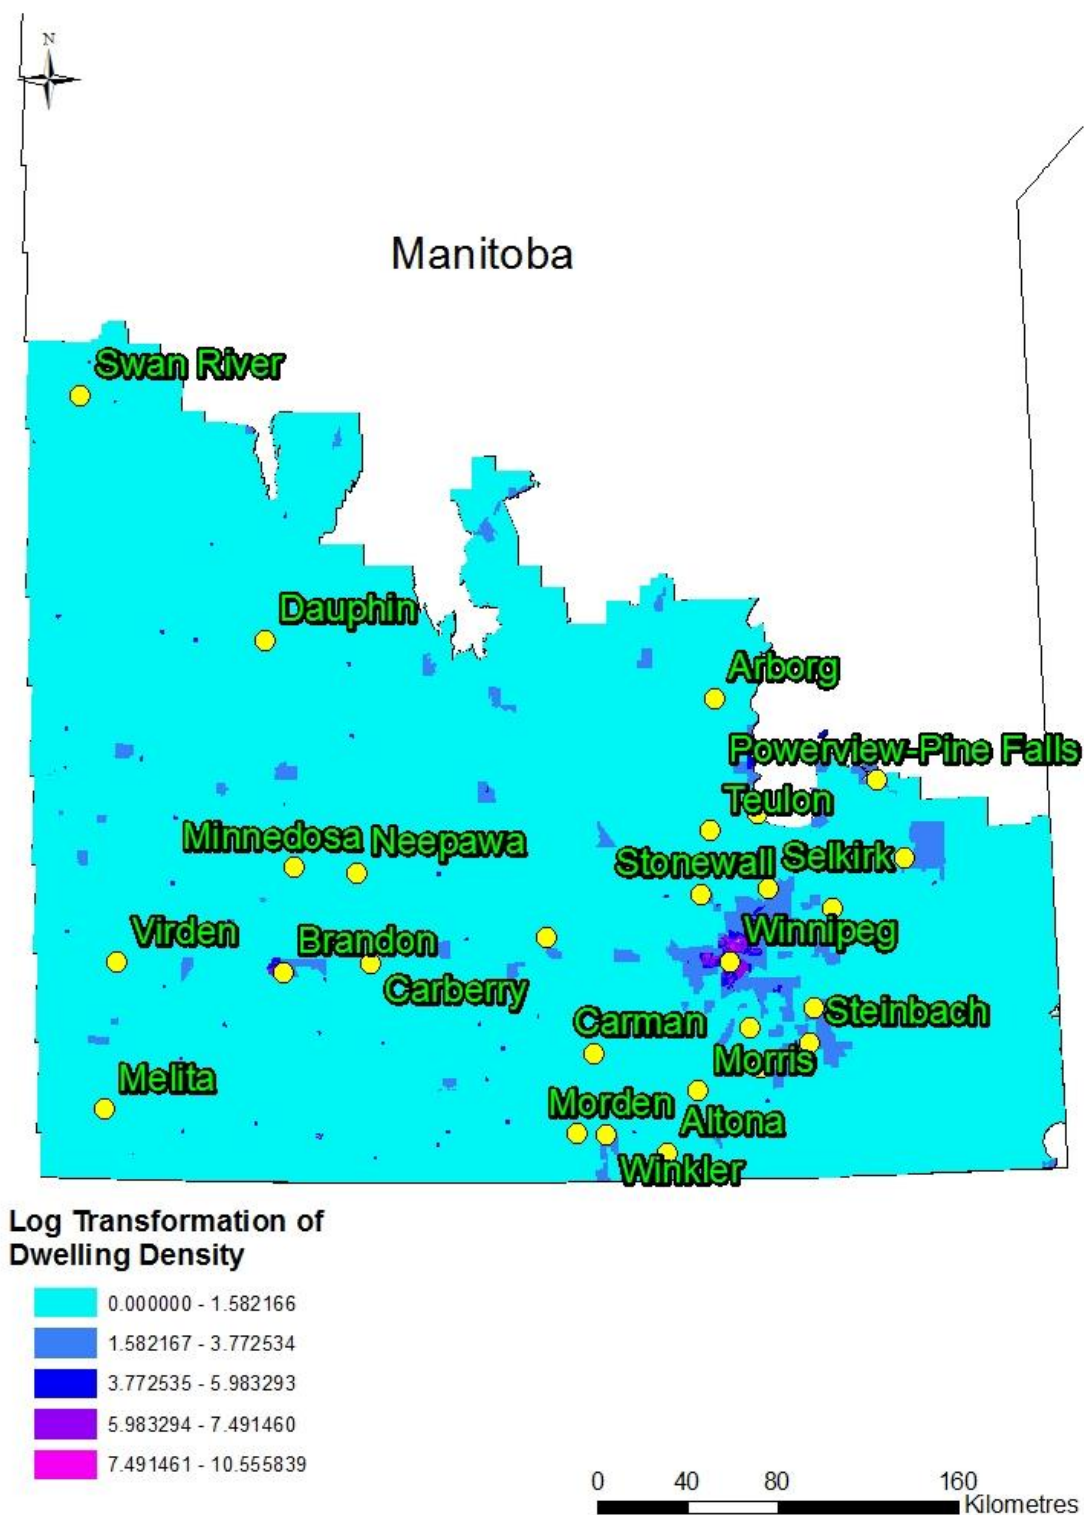 N
Manitoba
Swan River
Dauphin
Arborg
Powerview-Pine Falls
Teulon
Minnedosa Neepawa
Stonewall Selkirk
Virden
Brandon
Winnipeg
Carberry
Steinbach
Carman
Morris
Melita
Morden
Altona
Winkler
Log Transformation of
Dwelling Density
0.000000 - 1.582166
1.582167 - 3.772534
3.772535 - 5.983293
5.983294 - 7.491460
7.491461 - 10.555839
0 40 80 160
Kilometres